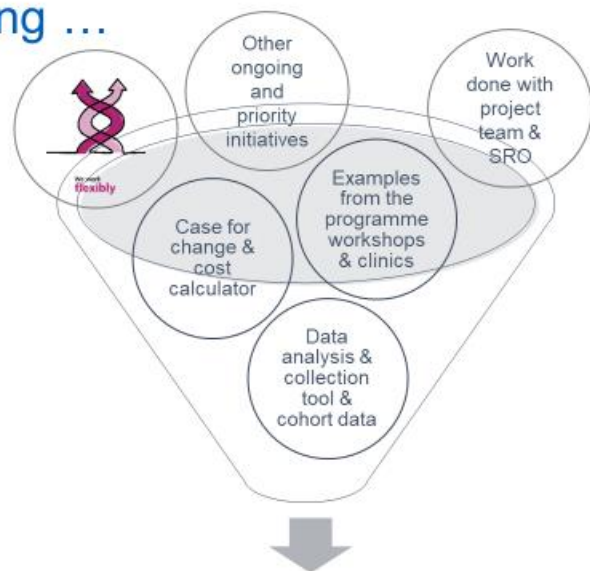 ng ...
Other
ongoing
and
priority
initiatives
Work
done with
project
team &
SRO
We work
flexibly
Examples
from the
programme
workshops
& clinics
Case for
change &
cost
calculator
Data
analysis &
collection
tool &
cohort data